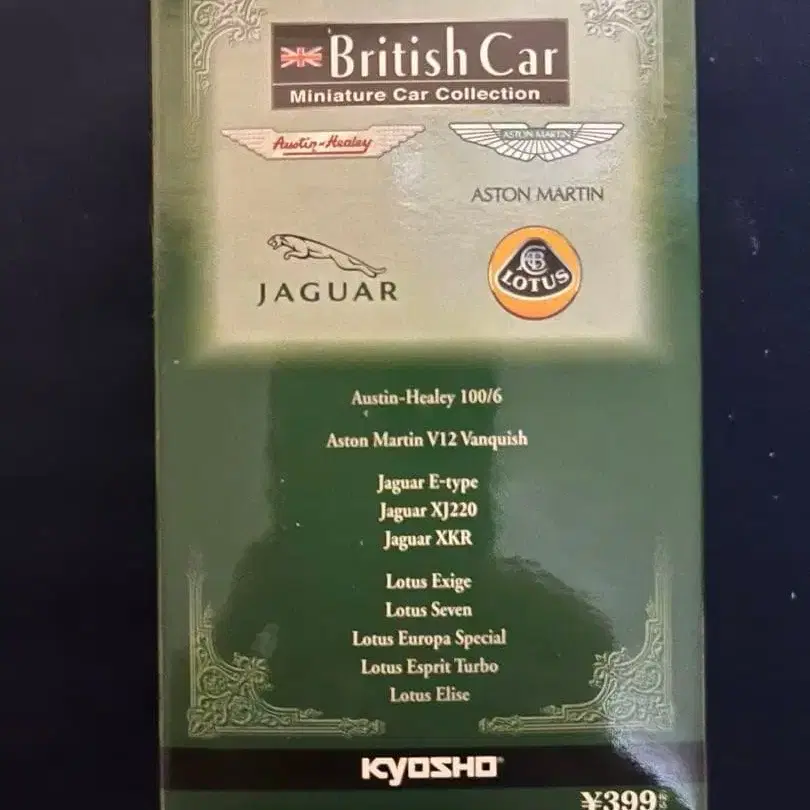 British Car
Miniature Car Collection
Austin-Healey
ASTON MARTIN
ASTON MARTIN
JAGUAR
LOTUS
Austin-Healey 100/6
Aston Martin V12 Vanquish
Jaguar E-type
Jaguar XJ220
Jaguar XKR
Lotus Exige
Lotus Seven
Lotus Europa Special
Lotus Esprit Turbo
Lotus Elise
KYOSHO
¥399